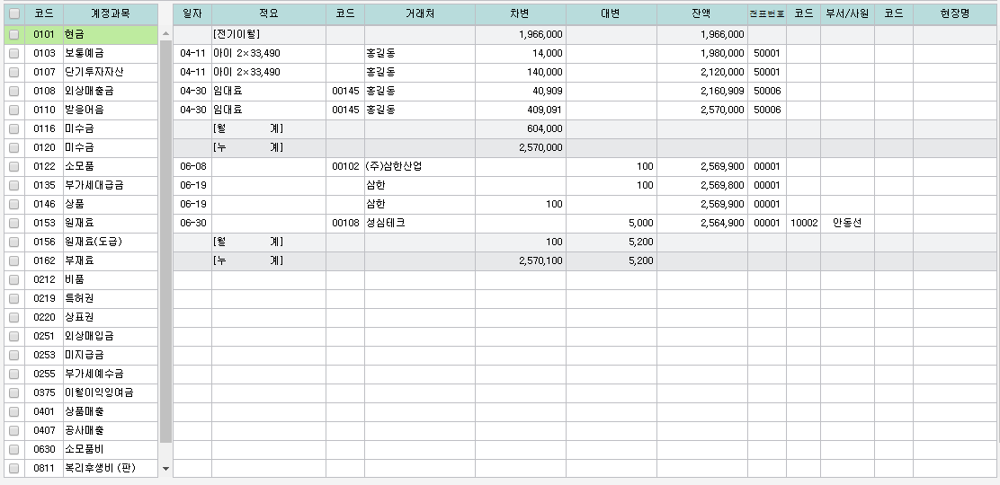 코드 계정과목 일자 적요 코드 거래처 차변 대변 잔액 전표번호 코드 부서/사원 코드 현장명
0101 현금 [전기이월] 1,966,000 1,966,000
0103 보통예금 04-11 아이 2×33,490 홍길동 14,000 1,980,000 50001
0107 단기투자자산 04-11 아이 2×33,490 홍길동 140,000 2,120,000 50001
0108 외상매출금 04-30 임대료 00145 홍길동 40,909 2,160,909 50006
0110 받을어음 04-30 임대료 00145 홍길동 409,091 2,570,000 50006
0116 미수금 [월 계] 604,000
0120 미수금 [누 계] 2,570,000
0122 소모품 06-08 00102 (주)삼한산업 100 2,569,900 00001
0135 부가세대급금 06-19 삼한 100 2,569,800 00001
0146 상품 06-19 삼한 100 2,569,900 00001
0153 원재료 06-30 00108 성심테크 5,000 2,564,900 00001 10002 안동선
0156 원재료(도급) [월 계] 100 5,200
0162 부재료 [누 계] 2,570,100 5,200
0212 비품
0219 특허권
0220 상표권
0251 외상매입금
0253 미지급금
0255 부가세예수금
0375 이월이익잉여금
0401 상품매출
0407 공사매출
0630 소모품비
0811 복리후생비 (판)